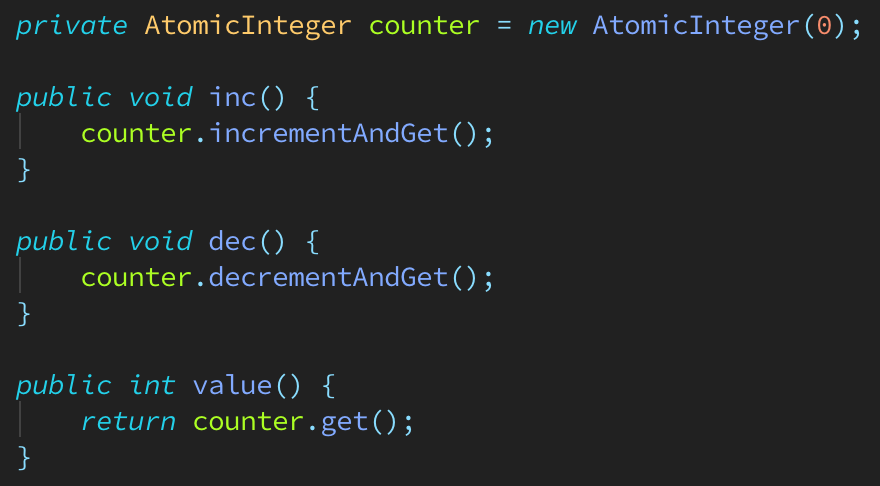 private AtomicInteger counter = new AtomicInteger(0);
public void inc() {
    counter.incrementAndGet();
}
public void dec() {
    counter.decrementAndGet();
}
public int value() {
    return counter.get();
}